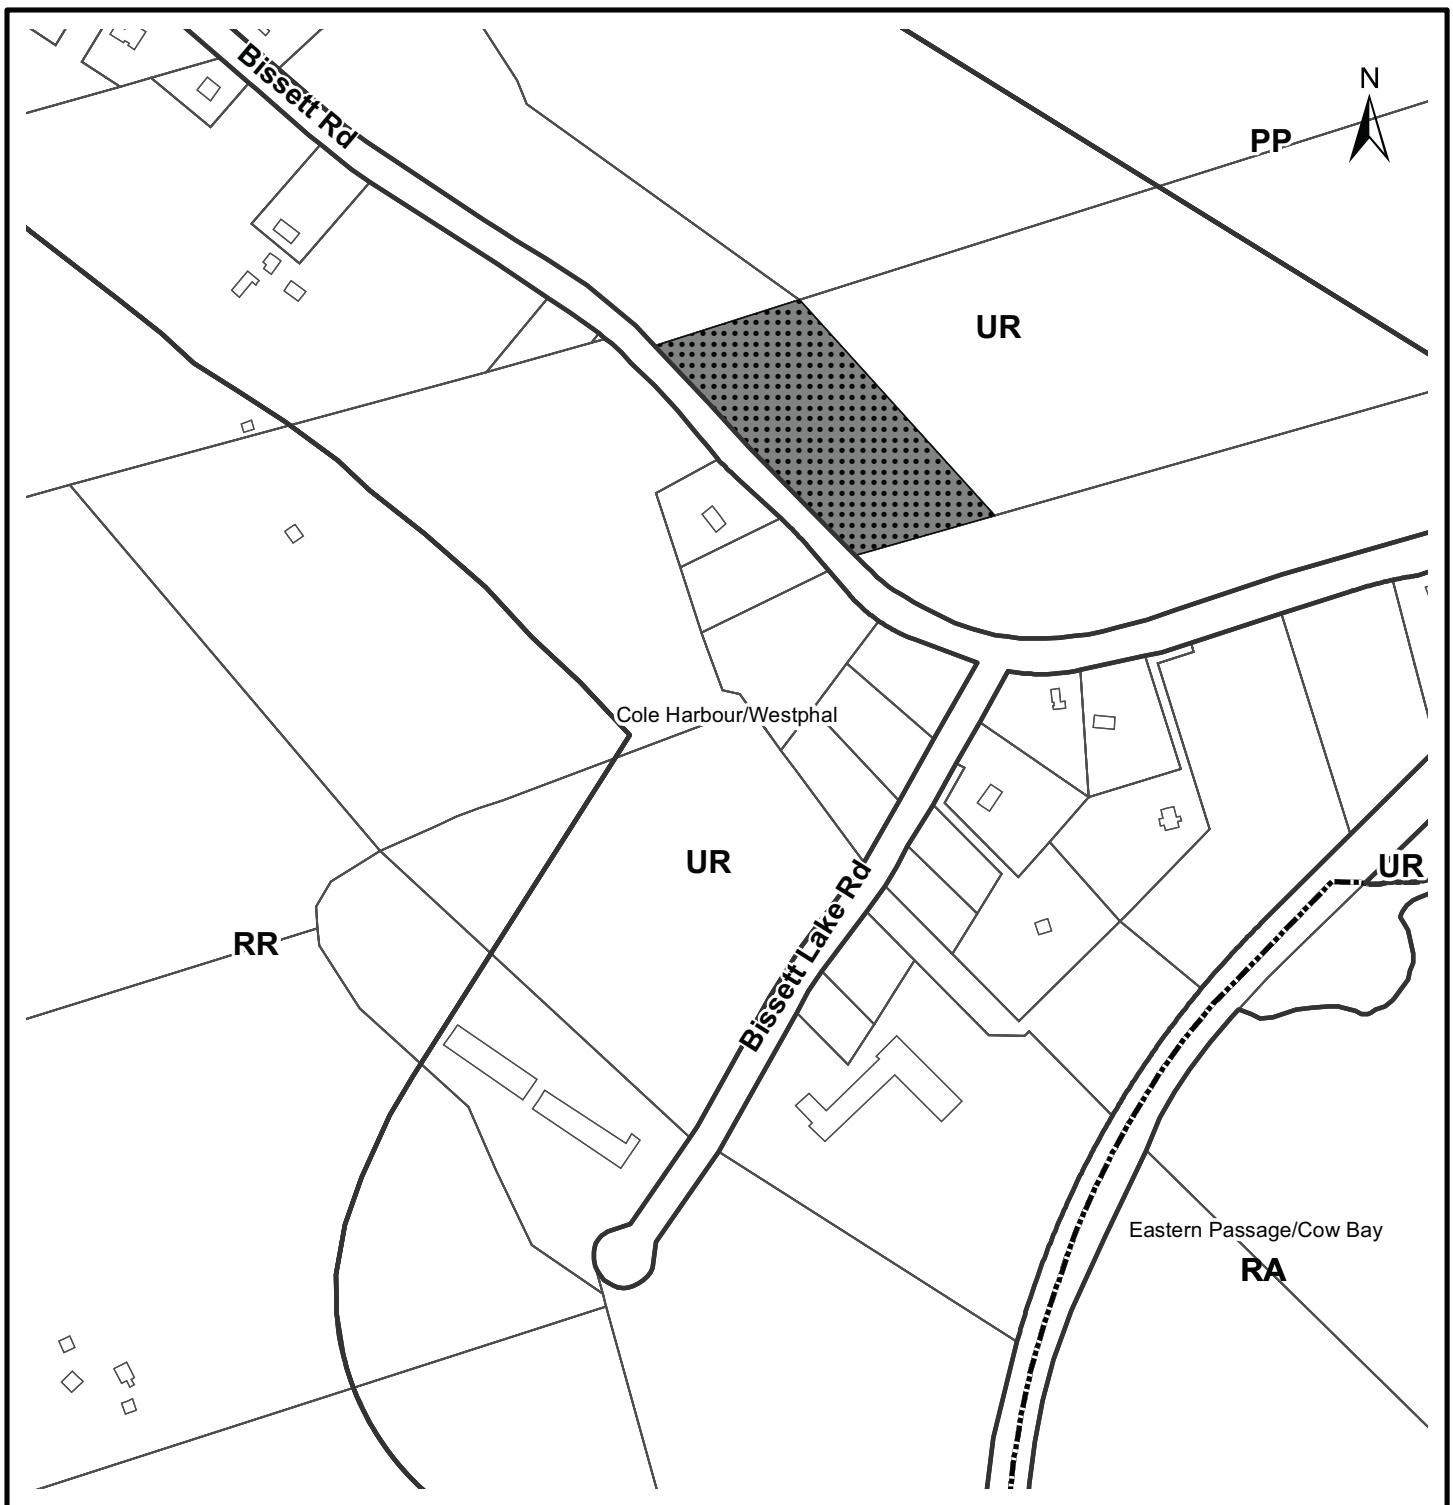 Bissett Rd
N
PP
UR
Cole Harbour/Westphal
UR
UR
Bissett Lake Rd
RR
Eastern Passage/Cow Bay
RA